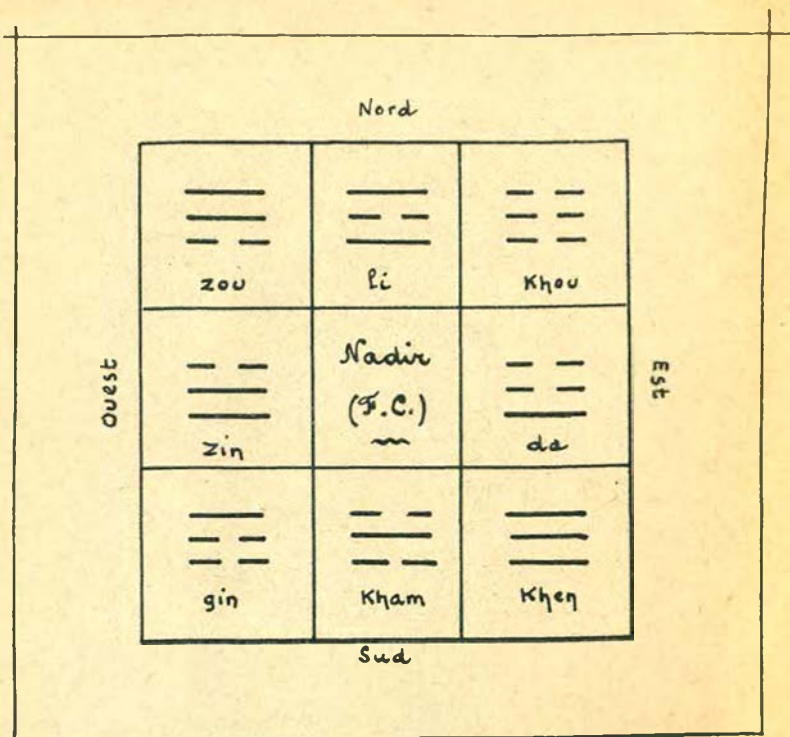 Nord
zou
li
Khou
Ouest
Nadir
(F.C.)
Est
zin
da
gin
Kham
Khen
Sud